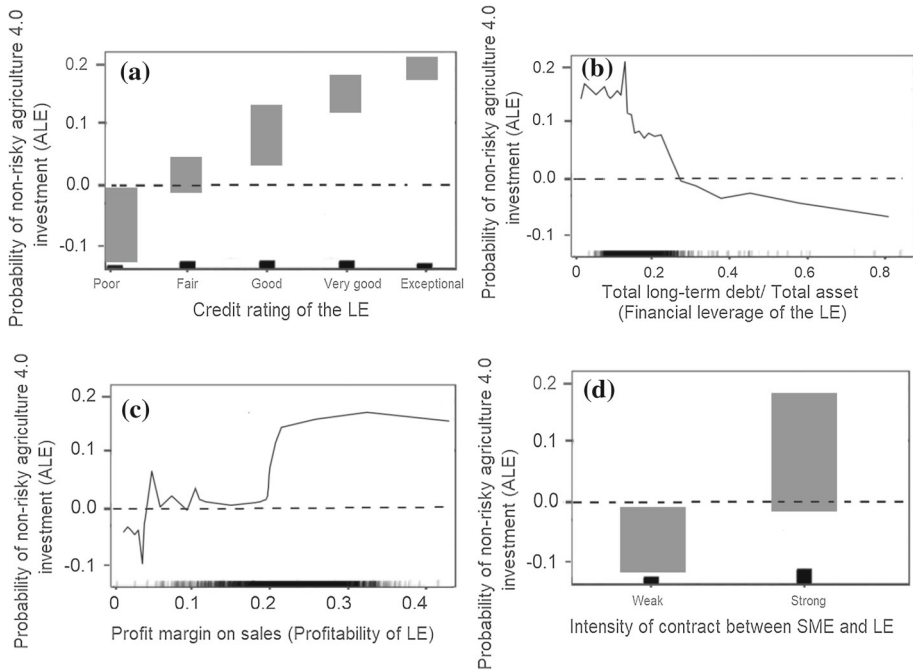 (a)
Probability of non-risky agriculture 4.0
investment (ALE)
0.2
0.1
0.0
-0.1
Poor Fair Good Very good Exceptional
Credit rating of the LE
(b)
Probability of non-risky agriculture 4.0
investment (ALE)
0.2
0.1
0.0
-0.1
0 0.2 0.4 0.6 0.8
Total long-term debt/ Total asset
(Financial leverage of the LE)
(c)
Probability of non-risky agriculture 4.0
investment (ALE)
0.2
0.1
0.0
-0.1
0 0.1 0.2 0.3 0.4
Profit margin on sales (Profitability of LE)
(d)
Probability of non-risky agriculture 4.0
investment (ALE)
0.2
0.1
0.0
-0.1
Weak Strong
Intensity of contract between SME and LE